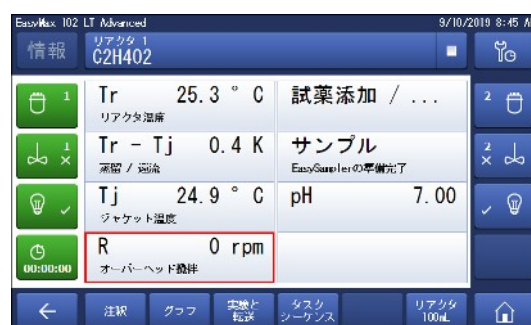 EasyMax 102 LT Advanced 9/10/2019 8:45 A
情報
リアクタ 1
C2H402
1
Tr 25.3 ° C
リアクタ温度
試薬添加 / ...
2
1
Tr - Tj 0.4 K
蒸留 / 還流
サンプル
EasySamplerの準備完了
2
Tj 24.9 ° C
ジャケット温度
pH 7.00
00:00:00
R 0 rpm
オーバーヘッド撹拌
注釈
グラフ
実験と
転送
タスク
シーケンス
リアクタ
100mL